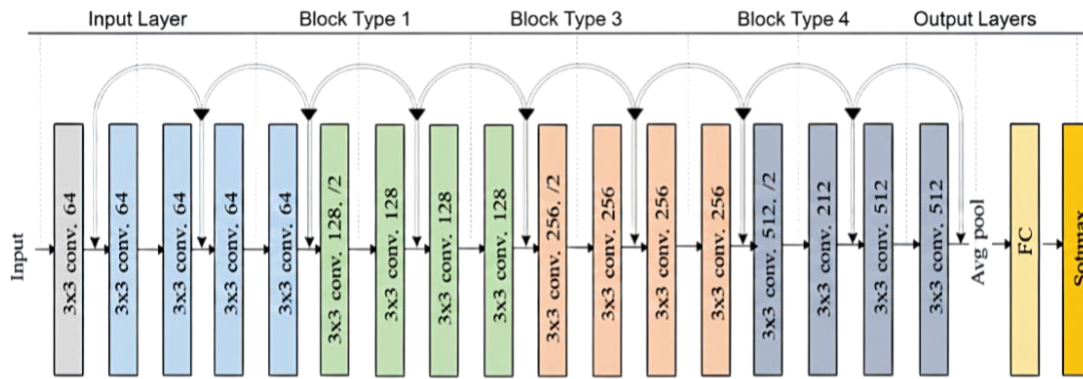 Input Layer
Block Type 1
Block Type 3
Block Type 4
Output Layers
Input
3x3 conv. 64
3x3 conv. 64
3x3 conv. 64
3x3 conv. 64
3x3 conv. 64
3x3 conv. 128. /2
3x3 conv. 128
3x3 conv. 128
3x3 conv. 128
3x3 conv. 256. /2
3x3 conv. 256
3x3 conv. 256
3x3 conv. 256
3x3 conv. 512. /2
3x3 conv. 212
3x3 conv. 512
3x3 conv. 512
Avg pool
FC